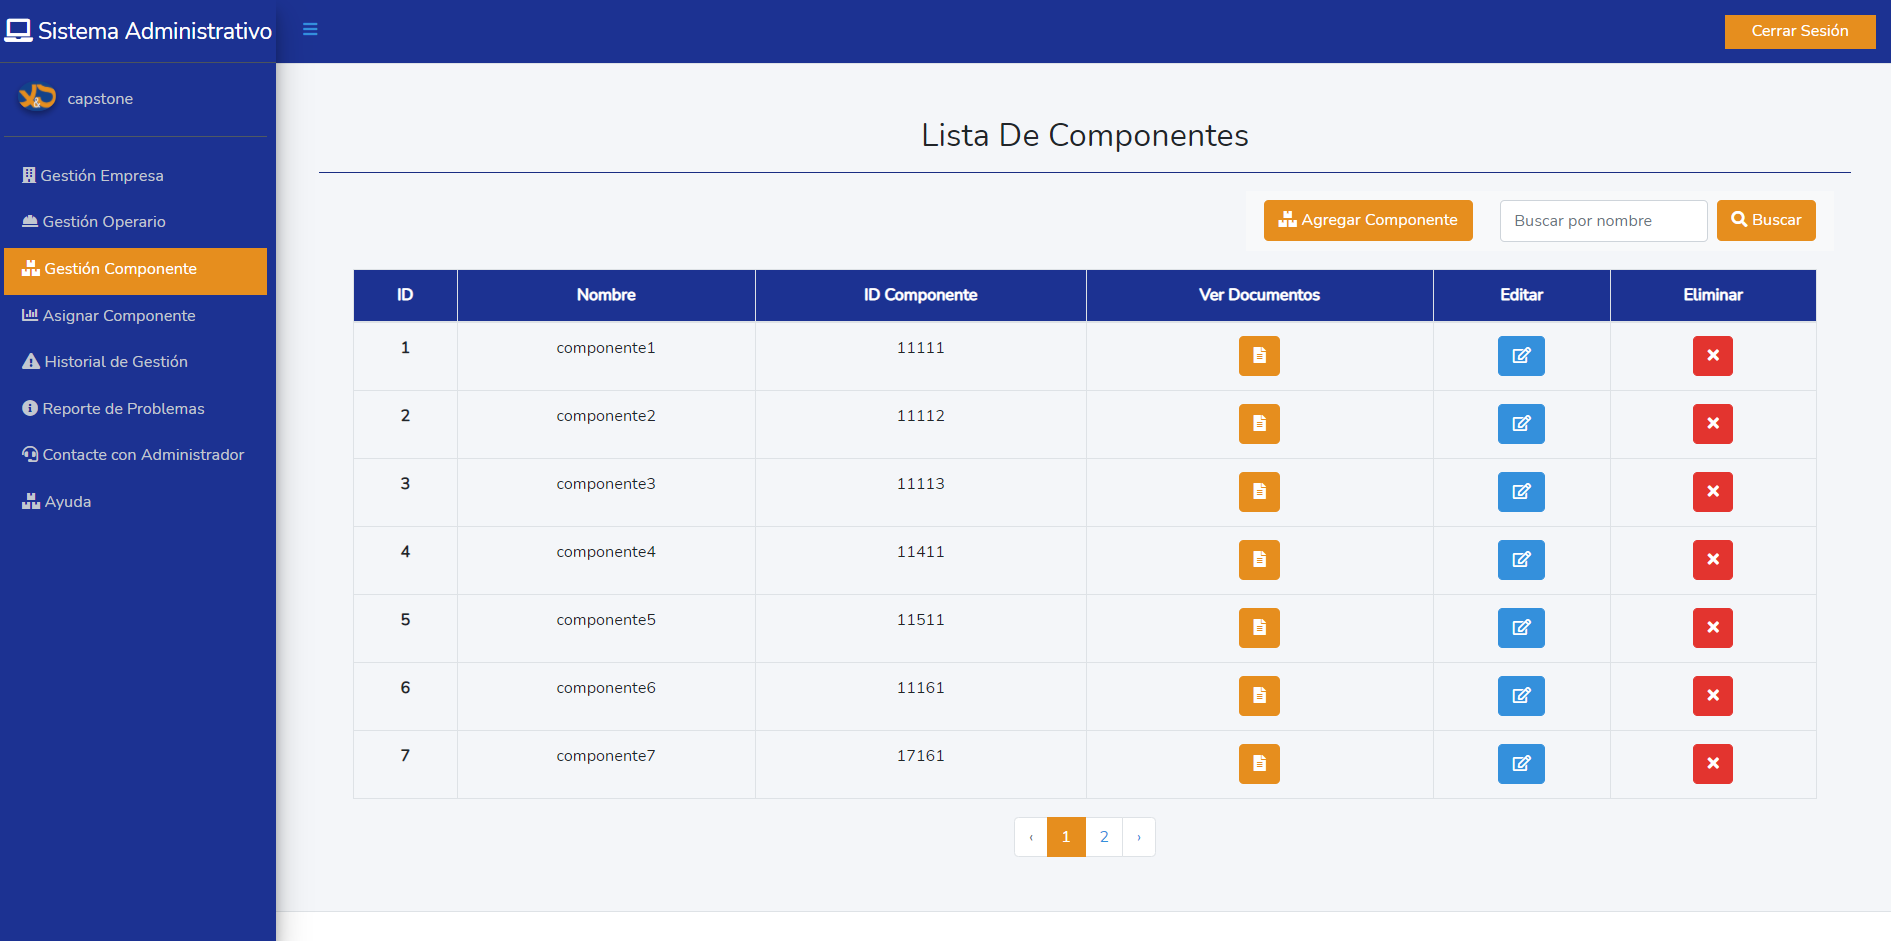 Sistema Administrativo
Cerrar Sesión
capstone
Gestión Empresa
Gestión Operario
Gestión Componente
Asignar Componente
Historial de Gestión
Reporte de Problemas
Contacte con Administrador
Ayuda
Lista De Componentes
Agregar Componente Buscar por nombre Buscar
ID Nombre ID Componente Ver Documentos Editar Eliminar
1 componente1 11111
2 componente2 11112
3 componente3 11113
4 componente4 11411
5 componente5 11511
6 componente6 11161
7 componente7 17161
‹ 1 2 ›